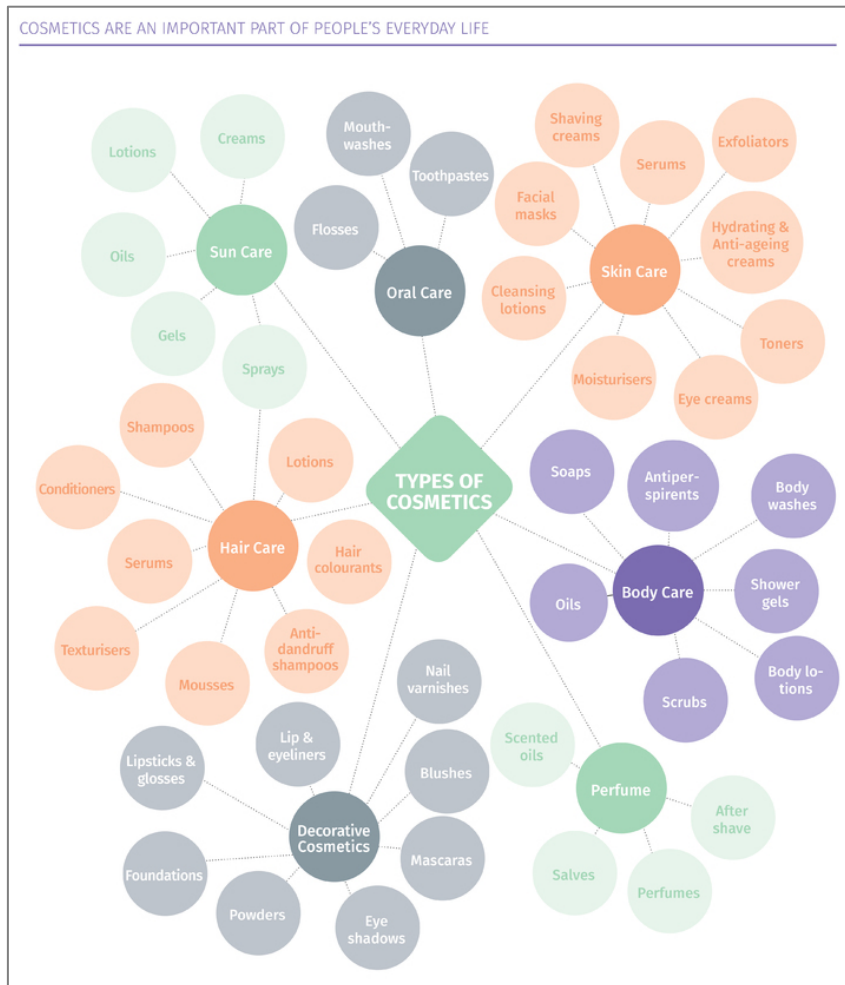 COSMETICS ARE AN IMPORTANT PART OF PEOPLE'S EVERYDAY LIFE
Lotions
Creams
Oils
Sun Care
Gels
Sprays
Mouth-
washes
Toothpastes
Flosses
Oral Care
Shaving
creams
Exfoliators
Serums
Facial
masks
Hydrating &
Anti-ageing
creams
Skin Care
Cleansing
lotions
Toners
Moisturisers
Eye creams
TYPES OF
COSMETICS
Shampoos
Lotions
Conditioners
Hair Care
Hair
colourants
Serums
Texturisers
Anti-
dandruff
shampoos
Mousses
Soaps
Antiper-
spirents
Body
washes
Oils
Body Care
Shower
gels
Body lo-
tions
Scrubs
Nail
varnishes
Lip &
eyeliners
Lipsticks &
glosses
Blushes
Decorative
Cosmetics
Mascaras
Foundations
Powders
Eye
shadows
Scented
oils
Perfume
After
shave
Salves
Perfumes